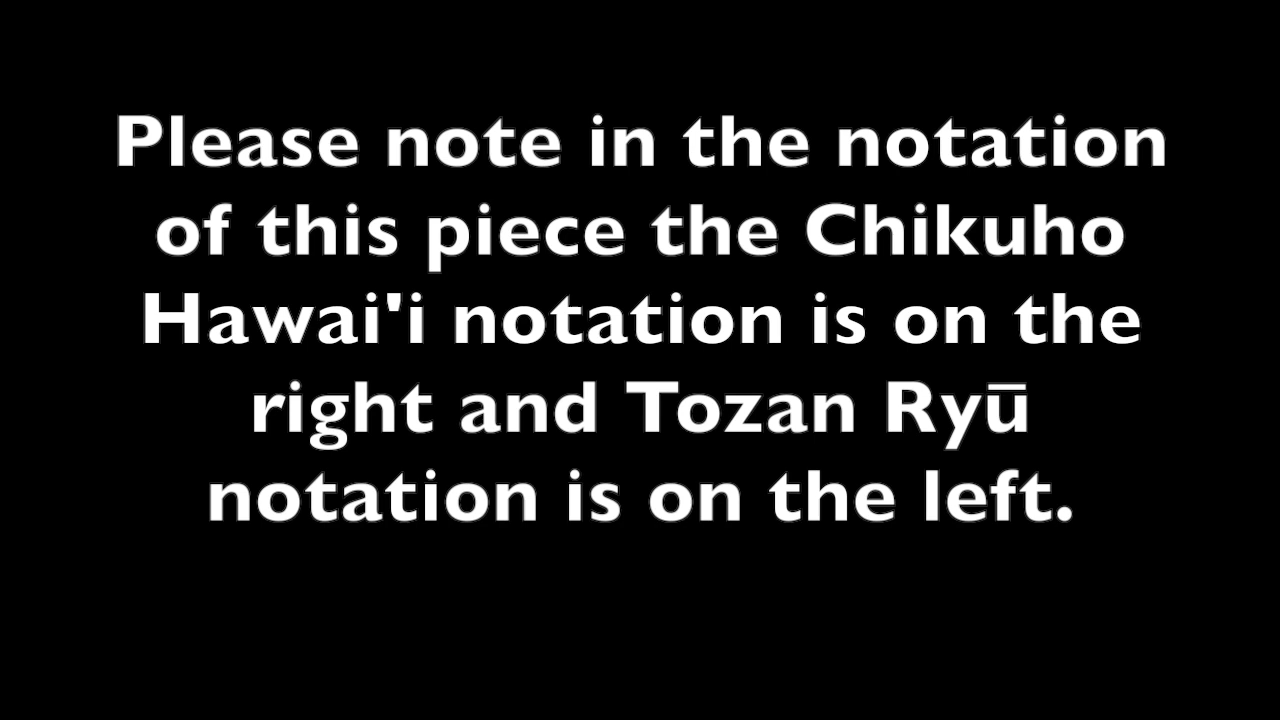 Please note in the notation
of this piece the Chikuho
Hawai'i notation is on the
right and Tozan Ryū
notation is on the left.